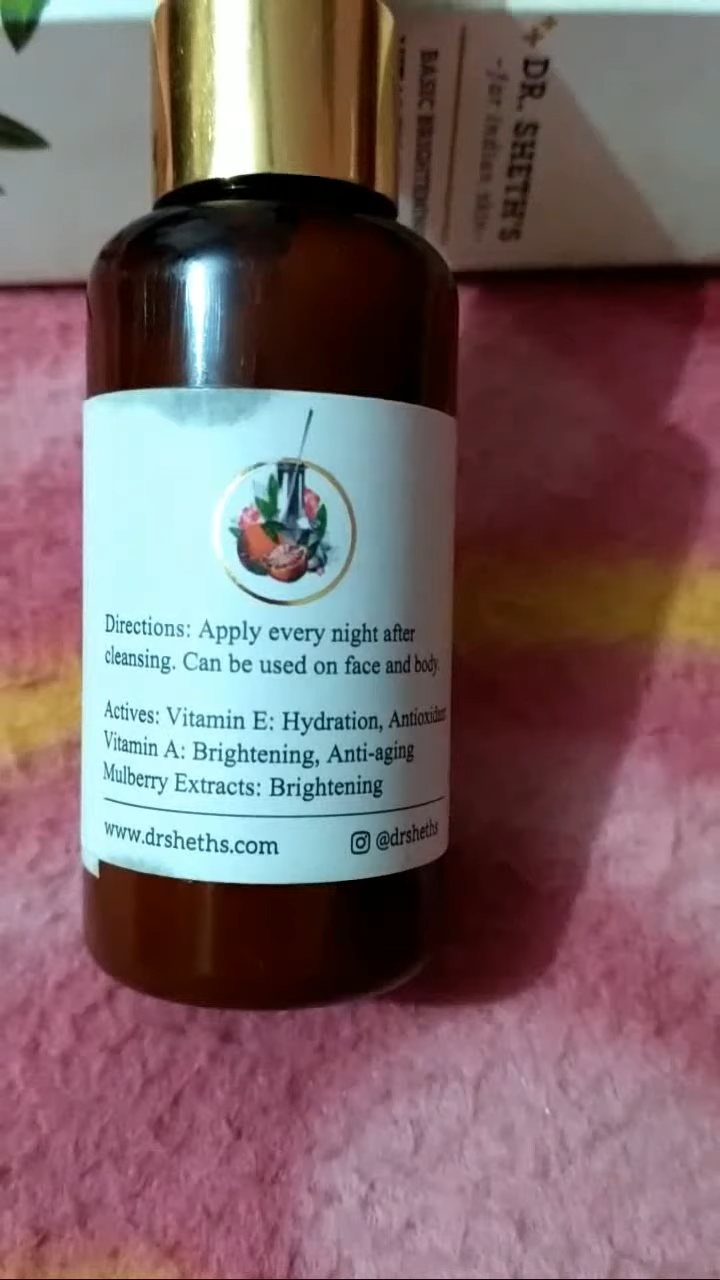 DR. SHETH'S
-for indian skin-
BASIC BRIGHTENING
Directions: Apply every night after
cleansing. Can be used on face and body.
Actives: Vitamin E: Hydration, Antioxidant
Vitamin A: Brightening, Anti-aging
Mulberry Extracts: Brightening
www.drsheths.com @drsheths